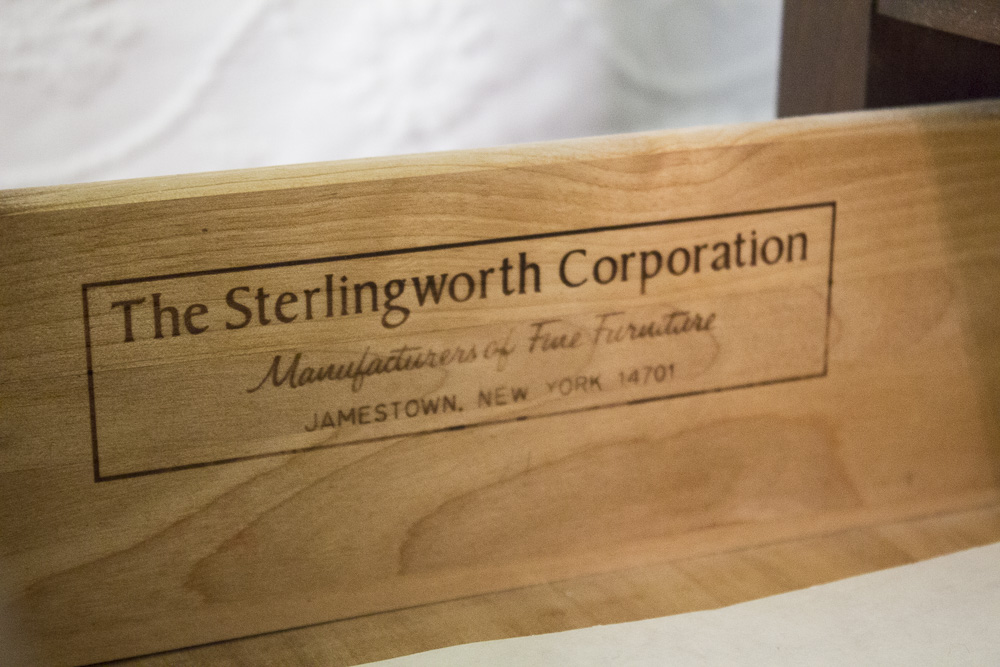 The Sterlingworth Corporation
Manufacturers of Fine Furniture
JAMESTOWN, NEW YORK 14701